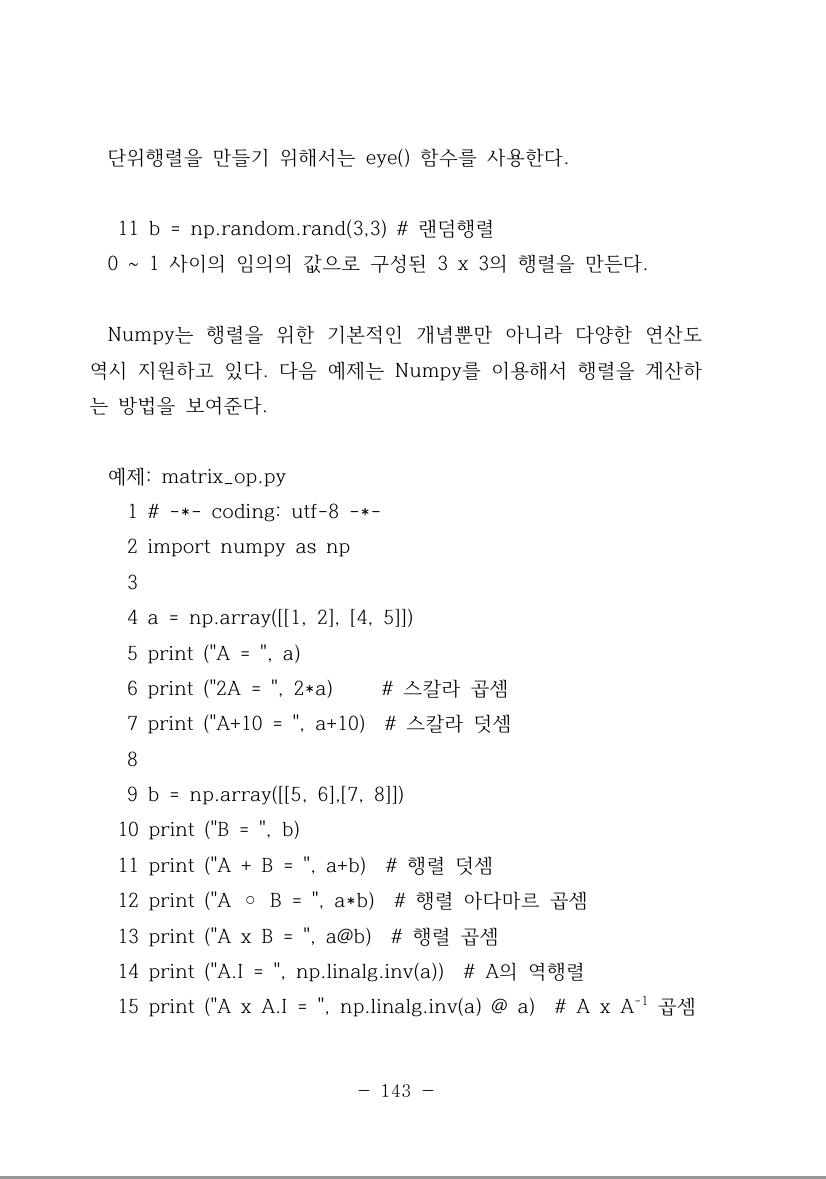 단위행렬을 만들기 위해서는 eye() 함수를 사용한다.
11 b = np.random.rand(3,3) # 랜덤행렬
0 ~ 1 사이의 임의의 값으로 구성된 3 x 3의 행렬을 만든다.
Numpy는 행렬을 위한 기본적인 개념뿐만 아니라 다양한 연산도
역시 지원하고 있다. 다음 예제는 Numpy를 이용해서 행렬을 계산하
는 방법을 보여준다.
예제: matrix_op.py
1 # -*- coding: utf-8 -*-
2 import numpy as np
3
4 a = np.array([[1, 2], [4, 5]])
5 print ("A = ", a)
6 print ("2A = ", 2*a) # 스칼라 곱셈
7 print ("A+10 = ", a+10) # 스칼라 덧셈
8
9 b = np.array([[5, 6],[7, 8]])
10 print ("B = ", b)
11 print ("A + B = ", a+b) # 행렬 덧셈
12 print ("A ○ B = ", a*b) # 행렬 아다마르 곱셈
13 print ("A x B = ", a@b) # 행렬 곱셈
14 print ("A.I = ", np.linalg.inv(a)) # A의 역행렬
15 print ("A x A.I = ", np.linalg.inv(a) @ a) # A x A⁻¹ 곱셈
- 143 -